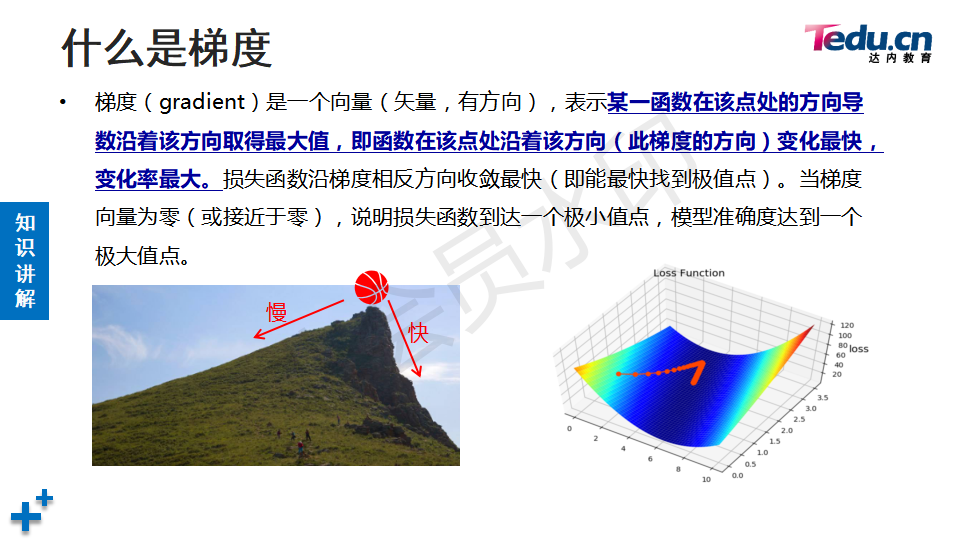 什么是梯度
Tedu.cn
达内教育
• 梯度（gradient）是一个向量（矢量，有方向），表示某一函数在该点处的方向导
数沿着该方向取得最大值，即函数在该点处沿着该方向（此梯度的方向）变化最快，
变化率最大。损失函数沿梯度相反方向收敛最快（即能最快找到极值点）。当梯度
向量为零（或接近于零），说明损失函数到达一个极小值点，模型准确度达到一个
极大值点。
知识讲解
会员水印
慢
快
Loss Function
120
100
80
60
40
20
loss
3.5
3.0
2.5
2.0
1.5
1.0
0.5
0.0
0
2
4
6
8
10